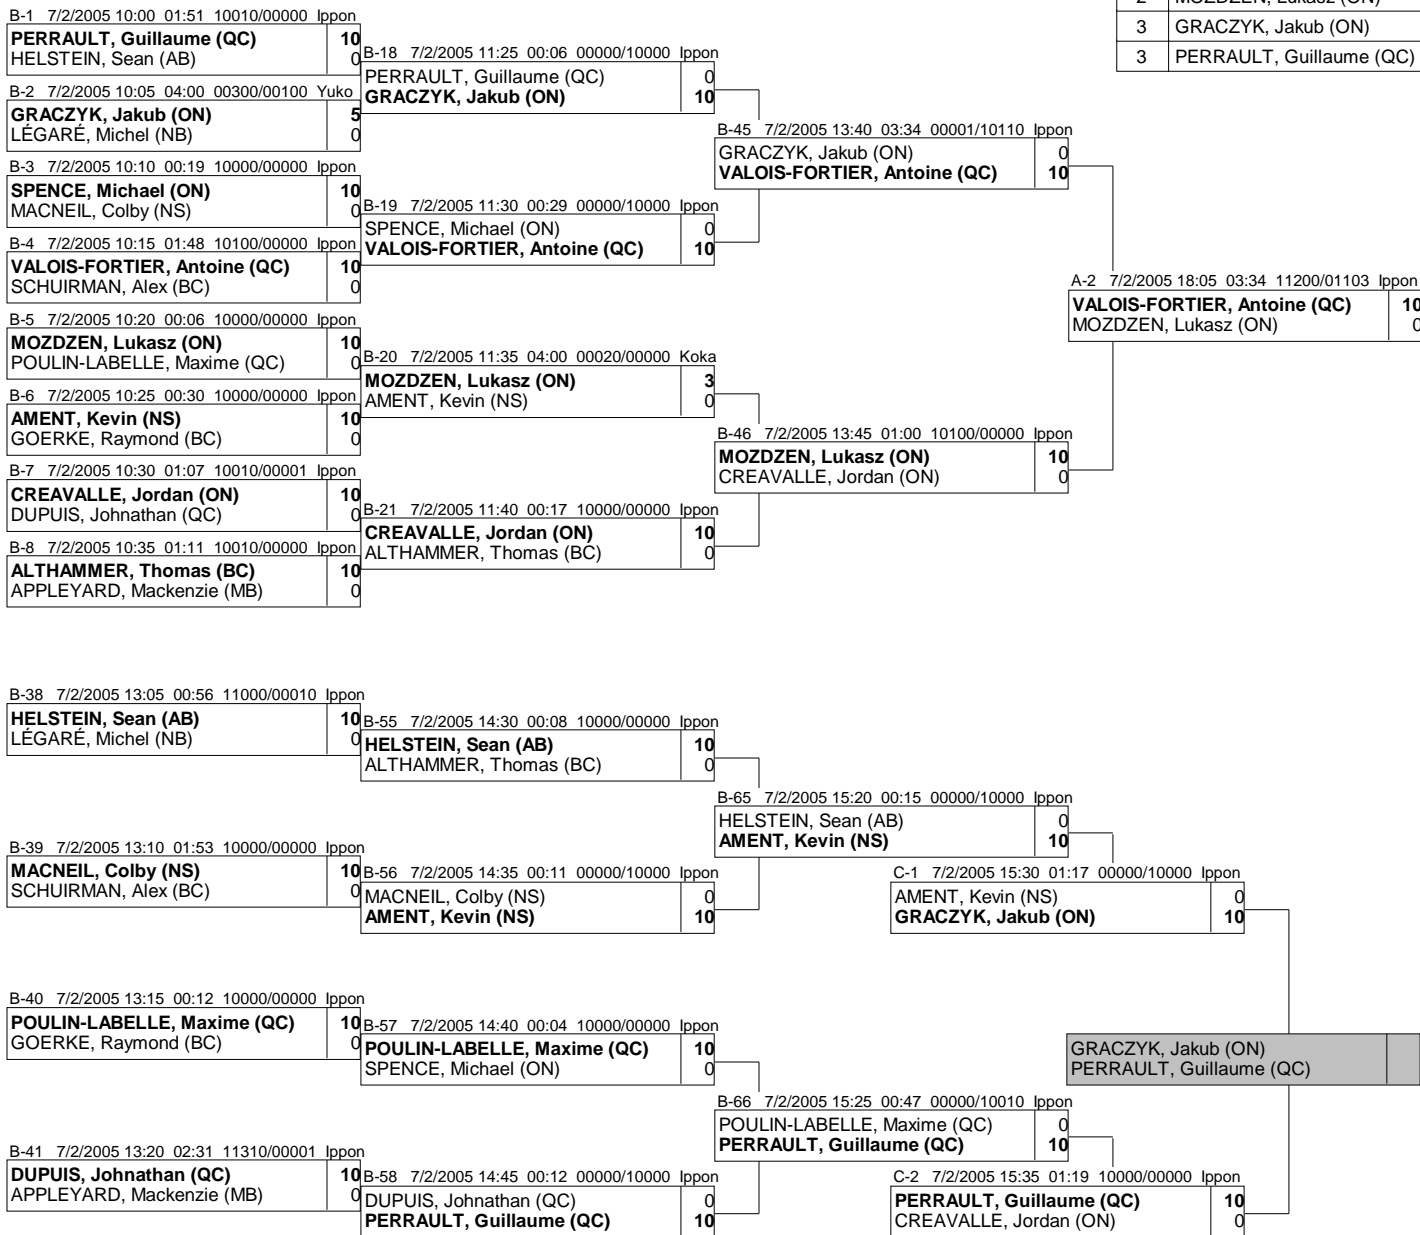 2 MOZDZEN, Lukasz (ON)
3 GRACZYK, Jakub (ON)
3 PERRAULT, Guillaume (QC)
B-1 7/2/2005 10:00 01:51 10010/00000 Ippon
PERRAULT, Guillaume (QC) 10
HELSTEIN, Sean (AB) 0
B-2 7/2/2005 10:05 04:00 00300/00100 Yuko
GRACZYK, Jakub (ON) 5
LÉGARÉ, Michel (NB) 0
B-3 7/2/2005 10:10 00:19 10000/00000 Ippon
SPENCE, Michael (ON) 10
MACNEIL, Colby (NS) 0
B-4 7/2/2005 10:15 01:48 10100/00000 Ippon
VALOIS-FORTIER, Antoine (QC) 10
SCHUIRMAN, Alex (BC) 0
B-5 7/2/2005 10:20 00:06 10000/00000 Ippon
MOZDZEN, Lukasz (ON) 10
POULIN-LABELLE, Maxime (QC) 0
B-6 7/2/2005 10:25 00:30 10000/00000 Ippon
AMENT, Kevin (NS) 10
GOERKE, Raymond (BC) 0
B-7 7/2/2005 10:30 01:07 10010/00001 Ippon
CREAVALLE, Jordan (ON) 10
DUPUIS, Johnathan (QC) 0
B-8 7/2/2005 10:35 01:11 10010/00000 Ippon
ALTHAMMER, Thomas (BC) 10
APPLEYARD, Mackenzie (MB) 0
B-18 7/2/2005 11:25 00:06 00000/10000 Ippon
PERRAULT, Guillaume (QC) 0
GRACZYK, Jakub (ON) 10
B-19 7/2/2005 11:30 00:29 00000/10000 Ippon
SPENCE, Michael (ON) 0
VALOIS-FORTIER, Antoine (QC) 10
B-20 7/2/2005 11:35 04:00 00020/00000 Koka
MOZDZEN, Lukasz (ON) 3
AMENT, Kevin (NS) 0
B-21 7/2/2005 11:40 00:17 10000/00000 Ippon
CREAVALLE, Jordan (ON) 10
ALTHAMMER, Thomas (BC) 0
B-45 7/2/2005 13:40 03:34 00001/10110 Ippon
GRACZYK, Jakub (ON) 0
VALOIS-FORTIER, Antoine (QC) 10
B-46 7/2/2005 13:45 01:00 10100/00000 Ippon
MOZDZEN, Lukasz (ON) 10
CREAVALLE, Jordan (ON) 0
A-2 7/2/2005 18:05 03:34 11200/01103 Ippon
VALOIS-FORTIER, Antoine (QC) 10
MOZDZEN, Lukasz (ON) 0
B-38 7/2/2005 13:05 00:56 11000/00010 Ippon
HELSTEIN, Sean (AB) 10
LÉGARÉ, Michel (NB) 0
B-39 7/2/2005 13:10 01:53 10000/00000 Ippon
MACNEIL, Colby (NS) 10
SCHUIRMAN, Alex (BC) 0
B-40 7/2/2005 13:15 00:12 10000/00000 Ippon
POULIN-LABELLE, Maxime (QC) 10
GOERKE, Raymond (BC) 0
B-41 7/2/2005 13:20 02:31 11310/00001 Ippon
DUPUIS, Johnathan (QC) 10
APPLEYARD, Mackenzie (MB) 0
B-55 7/2/2005 14:30 00:08 10000/00000 Ippon
HELSTEIN, Sean (AB) 10
ALTHAMMER, Thomas (BC) 0
B-56 7/2/2005 14:35 00:11 00000/10000 Ippon
MACNEIL, Colby (NS) 0
AMENT, Kevin (NS) 10
B-57 7/2/2005 14:40 00:04 10000/00000 Ippon
POULIN-LABELLE, Maxime (QC) 10
SPENCE, Michael (ON) 0
B-58 7/2/2005 14:45 00:12 00000/10000 Ippon
DUPUIS, Johnathan (QC) 0
PERRAULT, Guillaume (QC) 10
B-65 7/2/2005 15:20 00:15 00000/10000 Ippon
HELSTEIN, Sean (AB) 0
AMENT, Kevin (NS) 10
B-66 7/2/2005 15:25 00:47 00000/10010 Ippon
POULIN-LABELLE, Maxime (QC) 0
PERRAULT, Guillaume (QC) 10
C-1 7/2/2005 15:30 01:17 00000/10000 Ippon
AMENT, Kevin (NS) 0
GRACZYK, Jakub (ON) 10
C-2 7/2/2005 15:35 01:19 10000/00000 Ippon
PERRAULT, Guillaume (QC) 10
CREAVALLE, Jordan (ON) 0
GRACZYK, Jakub (ON)
PERRAULT, Guillaume (QC)